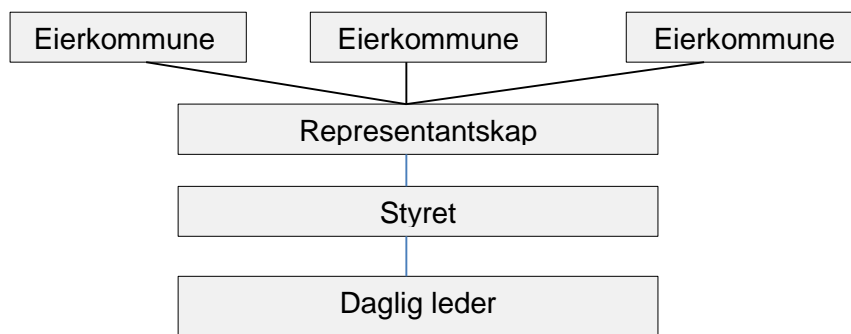 Eierkommune Eierkommune Eierkommune
Representantskap
Styret
Daglig leder